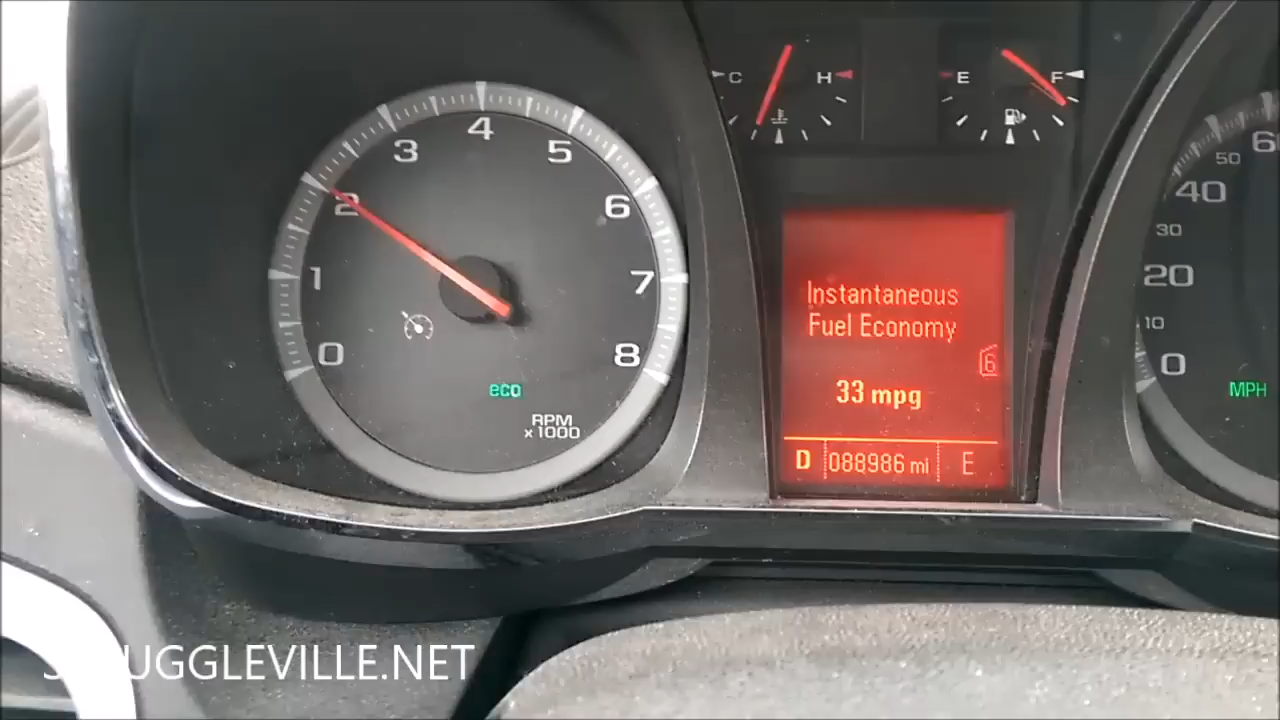 C H
E F
4
3 5
2 6
1 7
0 8
eco
RPM
x1000
Instantaneous
Fuel Economy
6
33 mpg
D 088986 mi E
60
50
40
30
20
10
0
MPH
STRUGGLEVILLE.NET